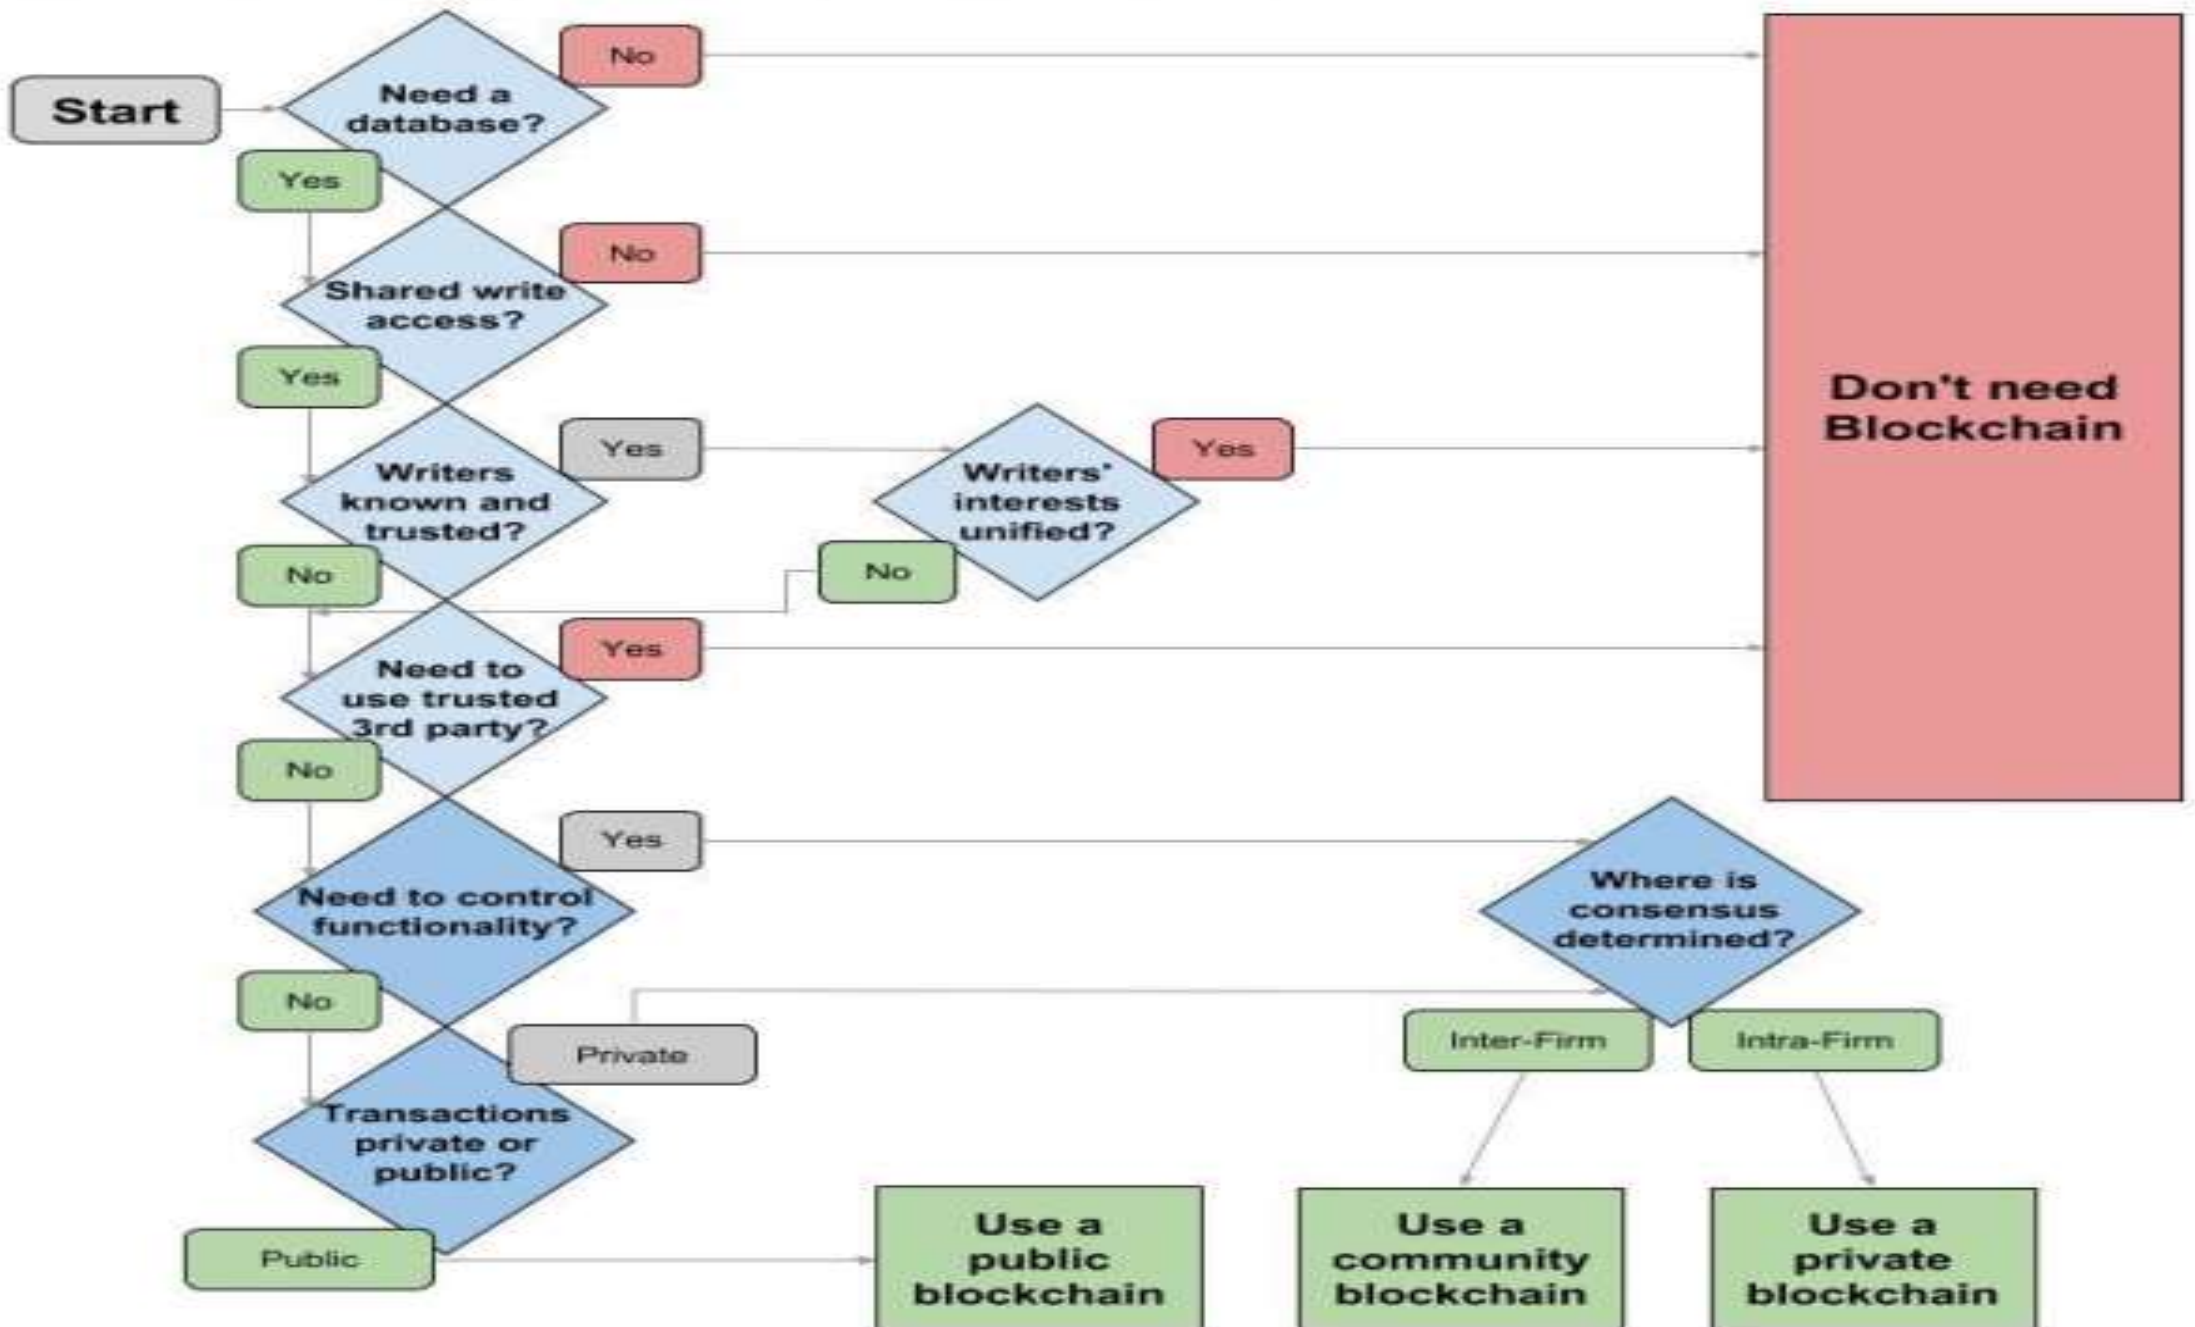 Start
Need a
database?
No
Yes
Shared write
access?
No
Yes
Writers
known and
trusted?
Yes
Writers'
interests
unified?
Yes
No
No
Need to
use trusted
3rd party?
Yes
No
Don't need
Blockchain
Need to control
functionality?
Yes
Where is
consensus
determined?
No
Private
Inter-Firm
Intra-Firm
Transactions
private or
public?
Public
Use a
public
blockchain
Use a
community
blockchain
Use a
private
blockchain